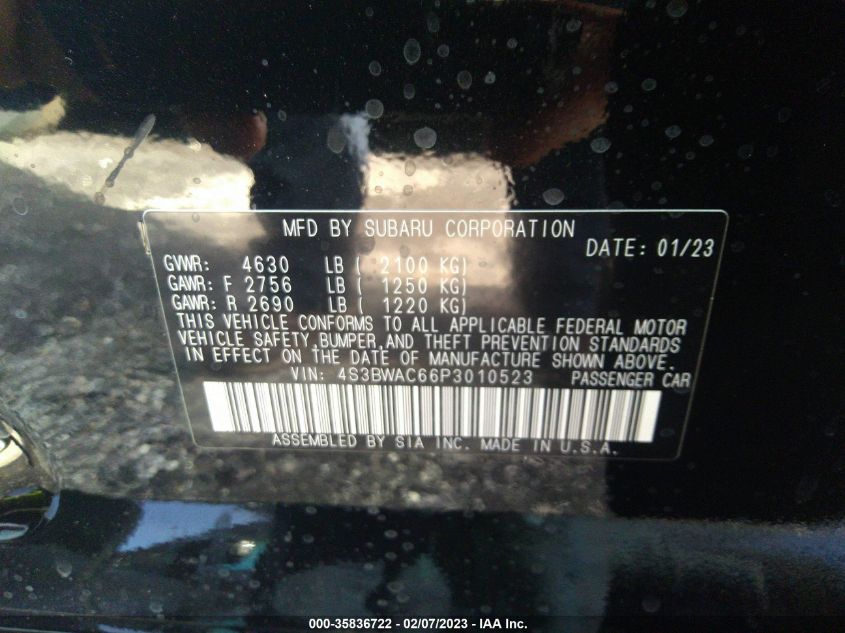 MFD BY SUBARU CORPORATION
DATE: 01/23
GVWR: 4630 LB ( 2100 KG)
GAWR: F 2756 LB ( 1250 KG)
GAWR: R 2690 LB ( 1220 KG)
THIS VEHICLE CONFORMS TO ALL APPLICABLE FEDERAL MOTOR
VEHICLE SAFETY,BUMPER,AND THEFT PREVENTION STANDARDS
IN EFFECT ON THE DATE OF MANUFACTURE SHOWN ABOVE.
VIN: 4S3BWAC66P3010523 PASSENGER CAR
ASSEMBLED BY SIA INC. MADE IN U.S.A.
000-35836722 - 02/07/2023 - IAA Inc.